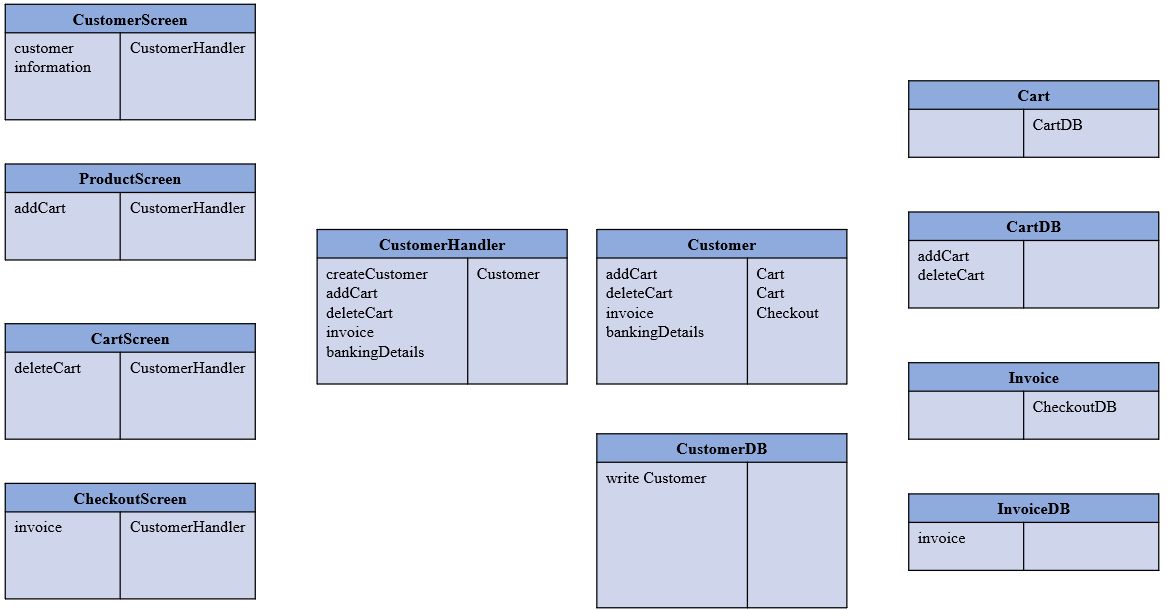 CustomerScreen
customer
information
CustomerHandler
ProductScreen
addCart
CustomerHandler
CartScreen
deleteCart
CustomerHandler
CheckoutScreen
invoice
CustomerHandler
CustomerHandler
createCustomer
addCart
deleteCart
invoice
bankingDetails
Customer
Customer
addCart
deleteCart
invoice
bankingDetails
Cart
Cart
Checkout
CustomerDB
write Customer
Cart
CartDB
CartDB
addCart
deleteCart
Invoice
CheckoutDB
InvoiceDB
invoice